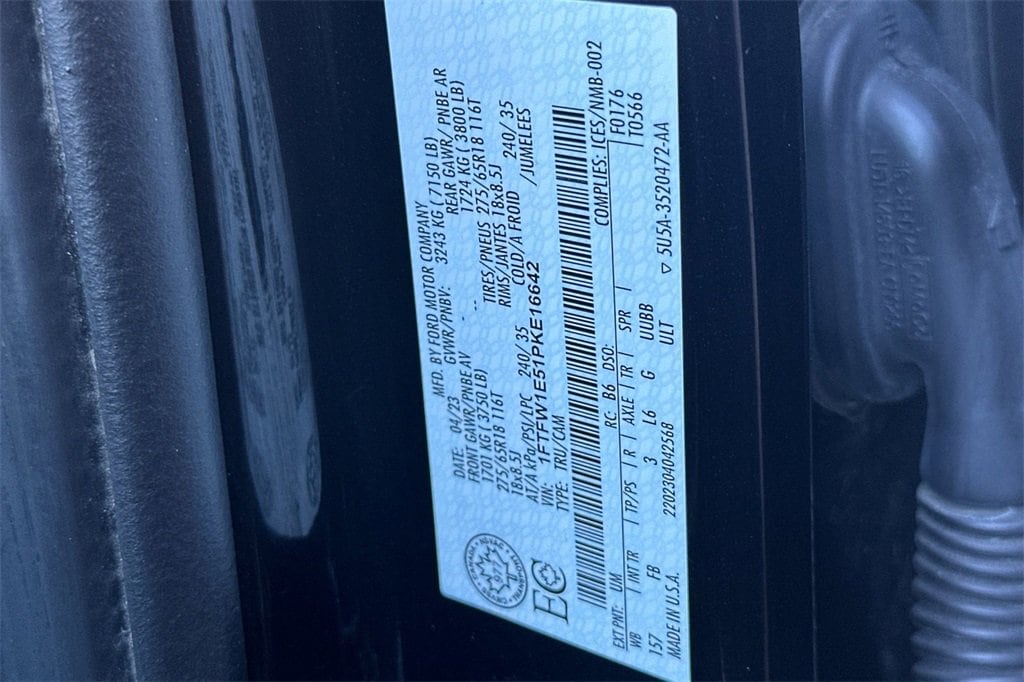 MFD. BY FORD MOTOR COMPANY
DATE: 04/23 GVWR/PNBV: 3243 KG ( 7150 LB)
FRONT GAWR/PNBE AV REAR GAWR/ PNBE AR
1701 KG ( 3750 LB) 1724 KG ( 3800 LB)
275/65R18 116T TIRES/PNEUS 275/65R18 116T
18x8.5J RIMS/JANTES 18x8.5J
AT/A kPa/PSI/LPC 240/ 35 COLD/A FROID 240/ 35
VIN: 1FTFW1E51PKE16642 /JUMELEES
TYPE: TRU/CAM
EC
COMPLIES: ICES/NMB-002
RC: B6 DSO: F0176
EXT PNT: UM T0566
WB INT TR TP/PS R AXLE TR SPR
157 FB 3 L6 G UUBB
2202304042568 ULT
MADE IN U.S.A. ▽ 5U5A-3520472-AA